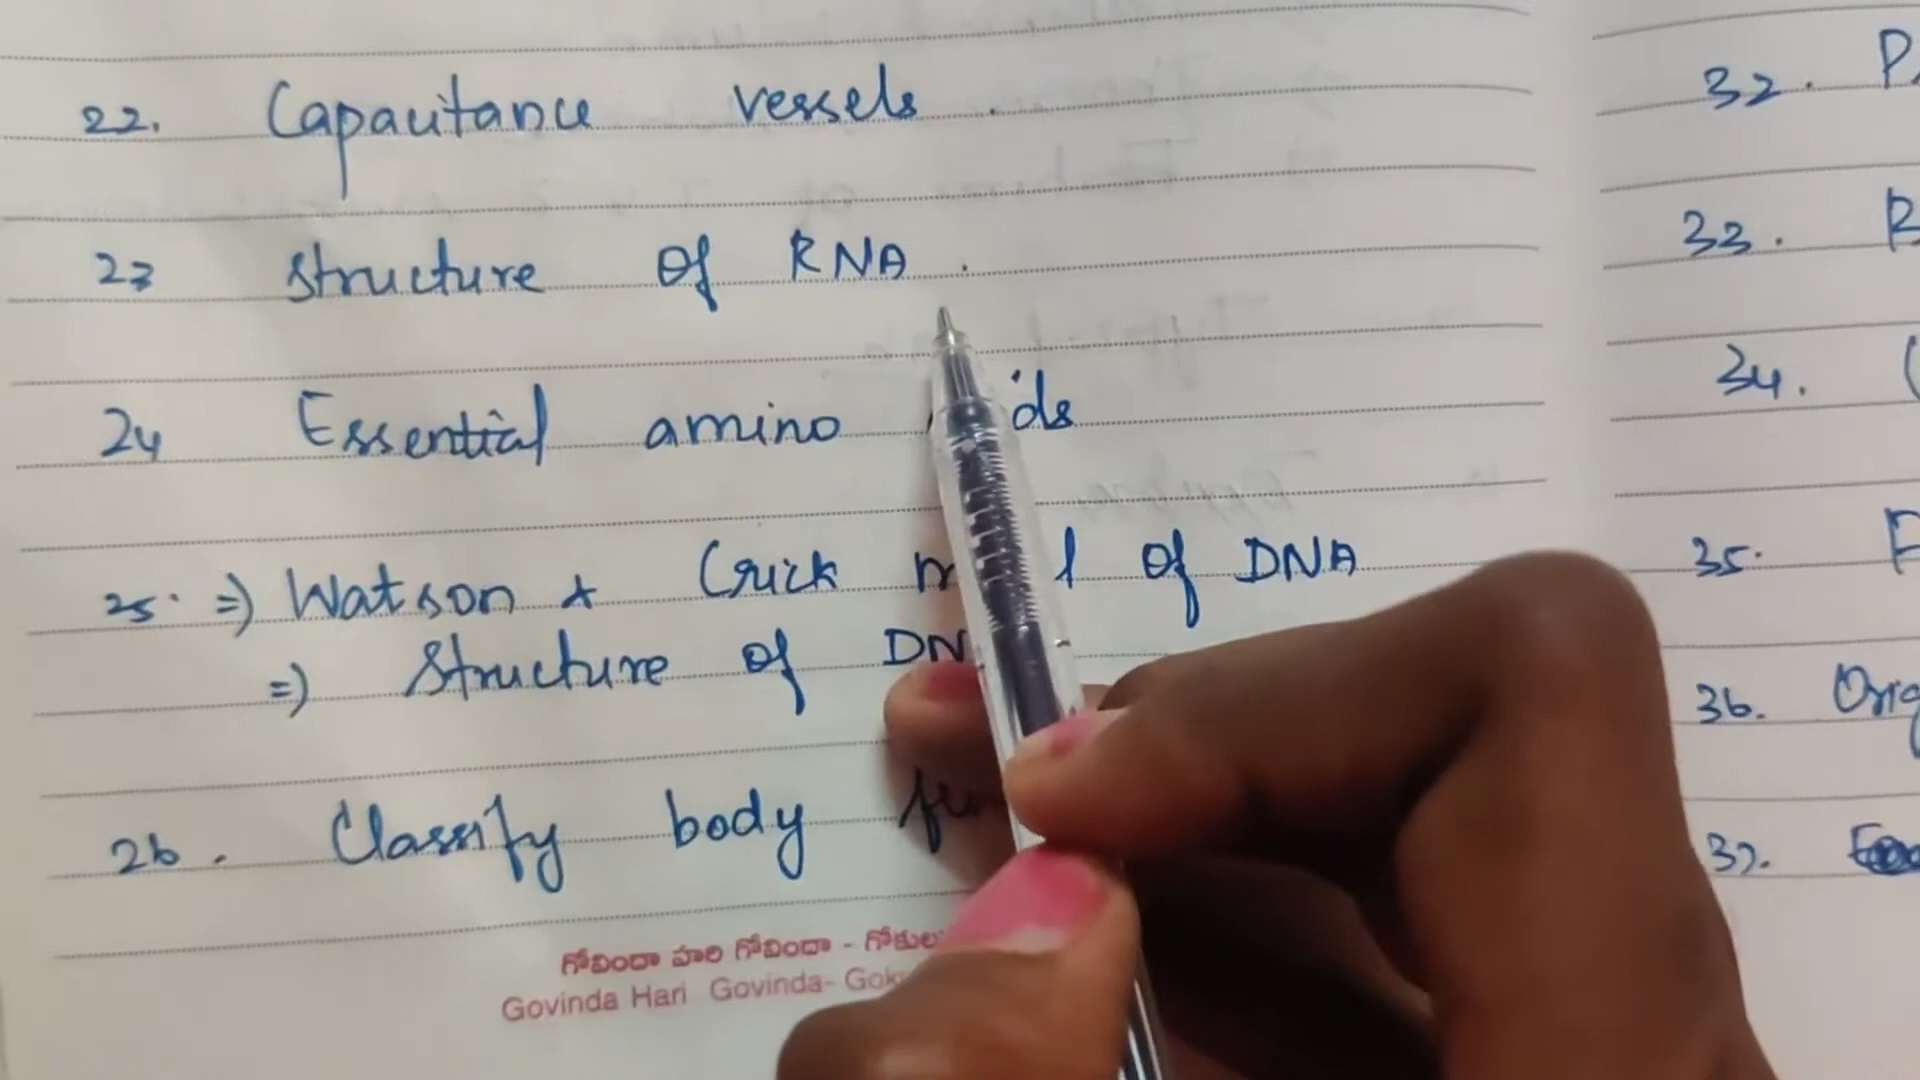 22. Capacitance vessels.
23 Structure of RNA.
24 Essential amino
25. => Watson & Crick of DNA
=> Structure of
26. Classify body
గోవిందా హరి గోవిందా -
Govinda Hari Govinda-
32.
33.
34.
35.
36.
37.